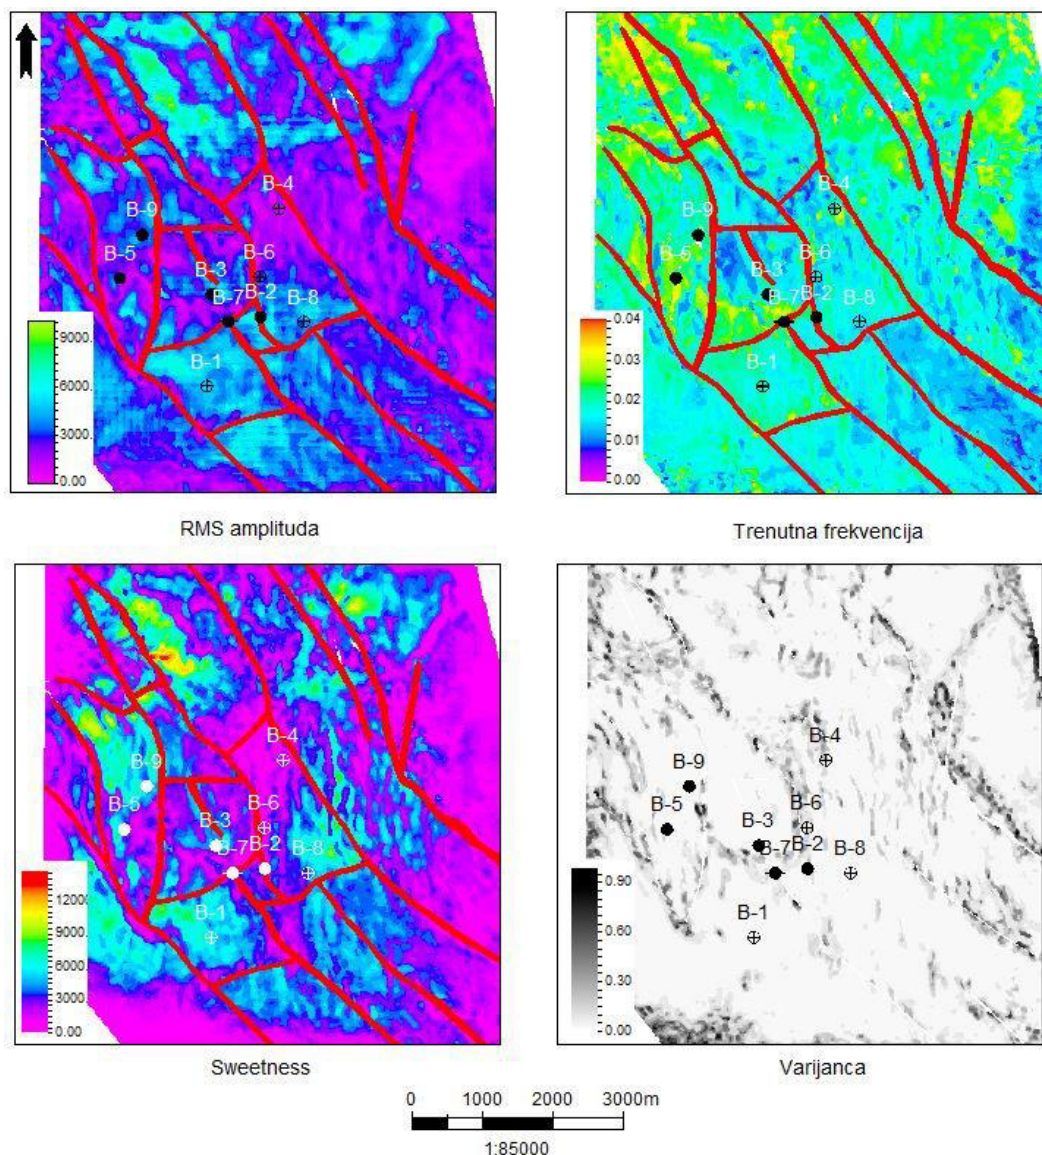 B-4
B-9
B-5
B-6
B-3
B-2
B-7
B-8
B-1
9000.
6000.
3000.
0.00
RMS amplituda
B-4
B-9
B-5
B-6
B-3
B-2
B-7
B-8
B-1
0.04
0.03
0.02
0.01
0.00
Trenutna frekvencija
B-4
B-9
B-5
B-6
B-3
B-2
B-7
B-8
B-1
12000
9000.
6000.
3000.
0.00
Sweetness
B-4
B-9
B-5
B-6
B-3
B-2
B-7
B-8
B-1
0.90
0.60
0.30
0.00
Varijanca
0 1000 2000 3000m
1:85000